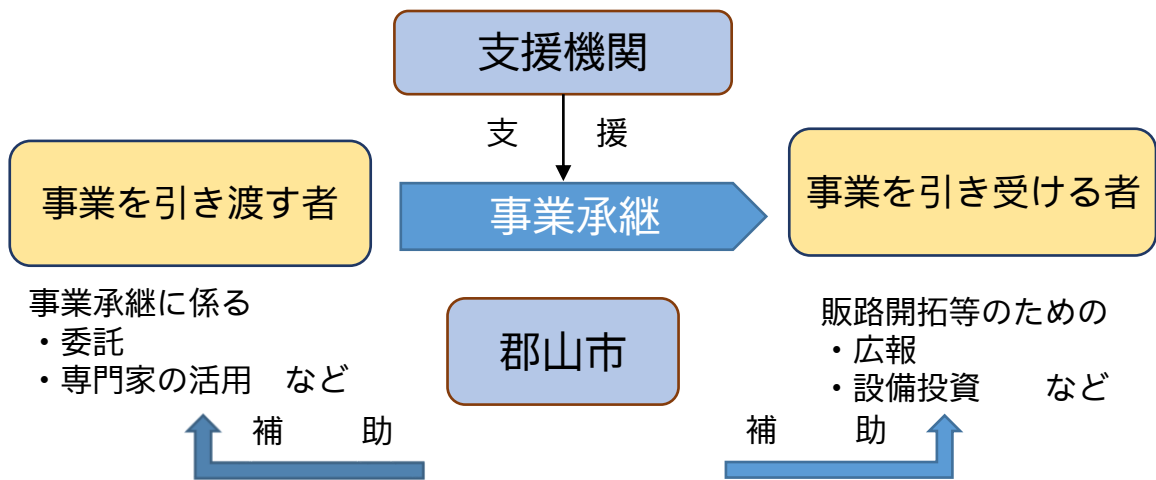 支援機関
支　援
事業を引き渡す者
事業承継
事業を引き受ける者
事業承継に係る
・委託
・専門家の活用　など
郡山市
販路開拓等のための
・広報
・設備投資　　など
補　助
補　助